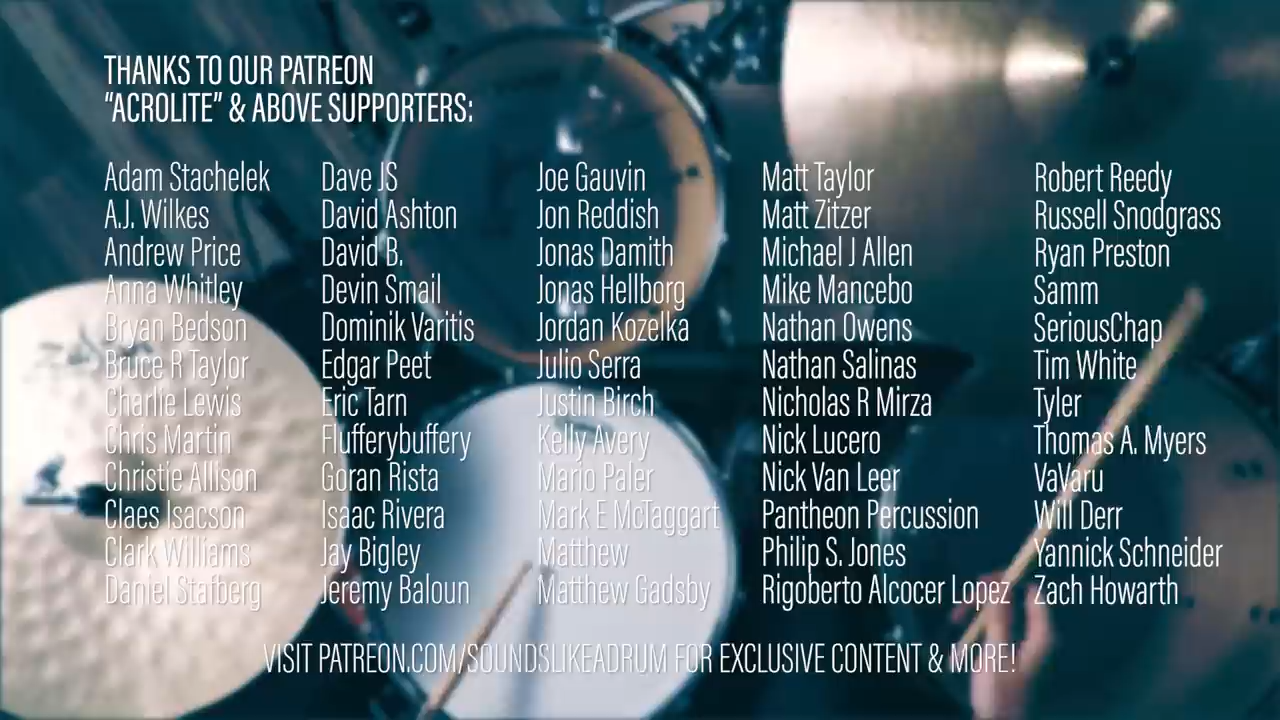 THANKS TO OUR PATREON
“ACROLITE” & ABOVE SUPPORTERS:
Adam Stachelek
A.J. Wilkes
Andrew Price
Anna Whitley
Bryan Bedson
Bruce R Taylor
Charlie Lewis
Chris Martin
Christie Allison
Claes Isacson
Clark Williams
Daniel Stafberg
Dave JS
David Ashton
David B.
Devin Smail
Dominik Varitis
Edgar Peet
Eric Tarn
Flufferybuffery
Goran Rista
Isaac Rivera
Jay Bigley
Jeremy Baloun
Joe Gauvin
Jon Reddish
Jonas Damith
Jonas Hellborg
Jordan Kozelka
Julio Serra
Justin Birch
Kelly Avery
Mario Paler
Mark E McTaggart
Matthew
Matthew Gadsby
Matt Taylor
Matt Zitzer
Michael J Allen
Mike Mancebo
Nathan Owens
Nathan Salinas
Nicholas R Mirza
Nick Lucero
Nick Van Leer
Pantheon Percussion
Philip S. Jones
Rigoberto Alcocer Lopez
Robert Reedy
Russell Snodgrass
Ryan Preston
Samm
SeriousChap
Tim White
Tyler
Thomas A. Myers
VaVaru
Will Derr
Yannick Schneider
Zach Howarth
VISIT PATREON.COM/SOUNDSLIKEADRUM FOR EXCLUSIVE CONTENT & MORE!